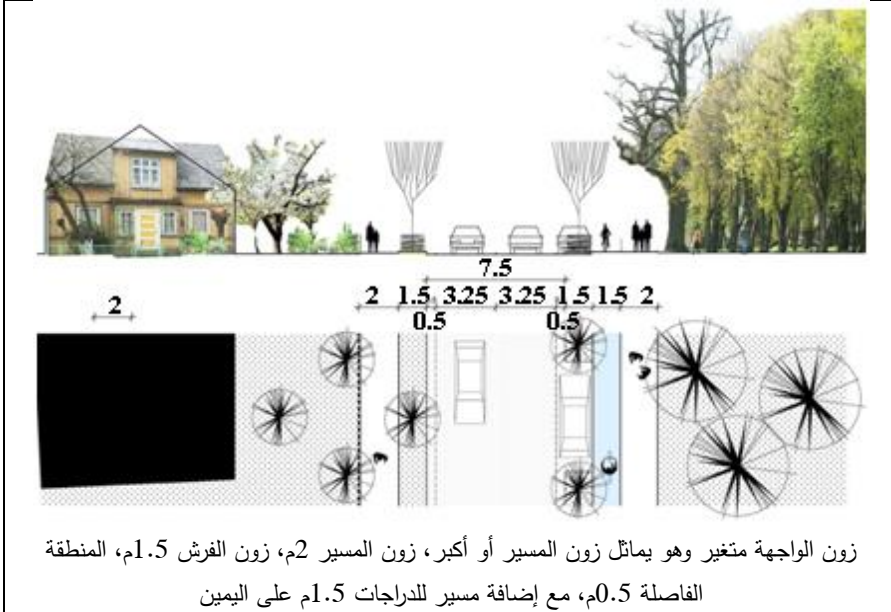 7.5
2 2 1.5 3.25 3.25 1.5 1.5 2
0.5 0.5
زون الواجهة متغير وهو يماثل زون المسير أو أكبر، زون المسير 2م، زون الفرش 1.5م، المنطقة
الفاصلة 0.5م، مع إضافة مسير للدراجات 1.5م على اليمين